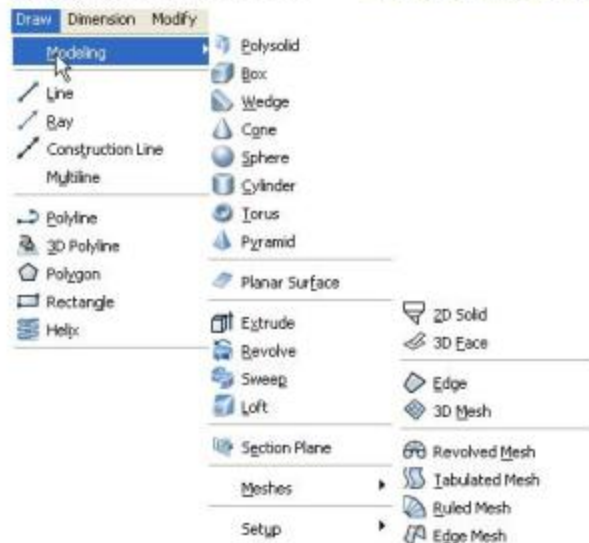 Draw Dimension Modify
Modeling
Line
Ray
Construction Line
Multiline
Polyline
3D Polyline
Polygon
Rectangle
Helix
Polysolid
Box
Wedge
Cone
Sphere
Cylinder
Torus
Pyramid
Planar Surface
Extrude
Revolve
Sweep
Loft
Section Plane
Meshes
Setup
2D Solid
3D Face
Edge
3D Mesh
Revolved Mesh
Tabulated Mesh
Ruled Mesh
Edge Mesh